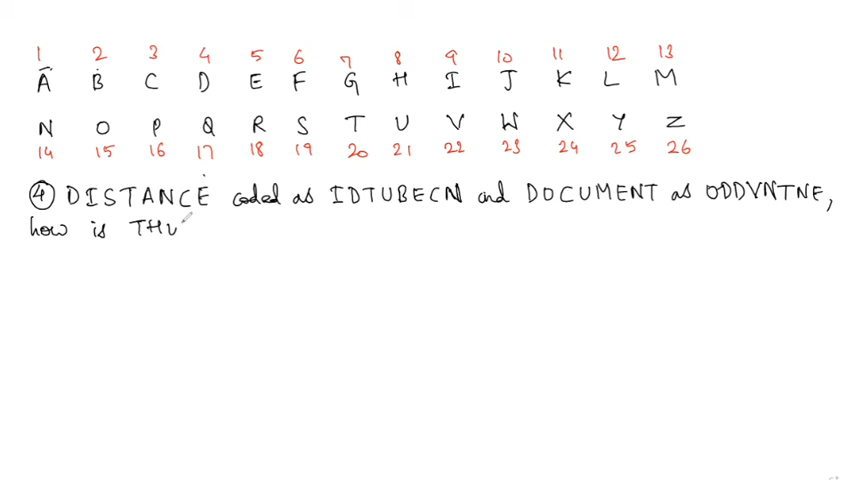 1 2 3 4 5 6 7 8 9 10 11 12 13
A B C D E F G H I J K L M
N O P Q R S T U V W X Y Z
14 15 16 17 18 19 20 21 22 23 24 25 26
④ DISTANCE coded as IDTUBECN and DOCUMENT as ODDVNTNE,
how is THU